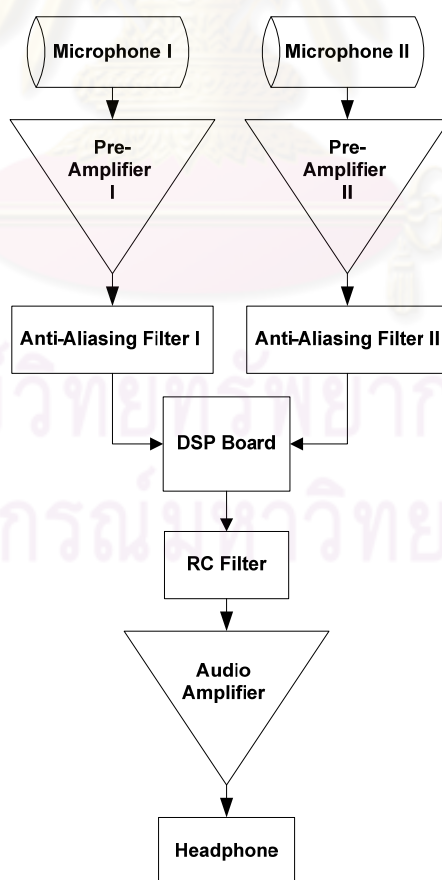 Microphone I
Microphone II
Pre-
Amplifier
I
Pre-
Amplifier
II
Anti-Aliasing Filter I
Anti-Aliasing Filter II
DSP Board
RC Filter
Audio
Amplifier
Headphone